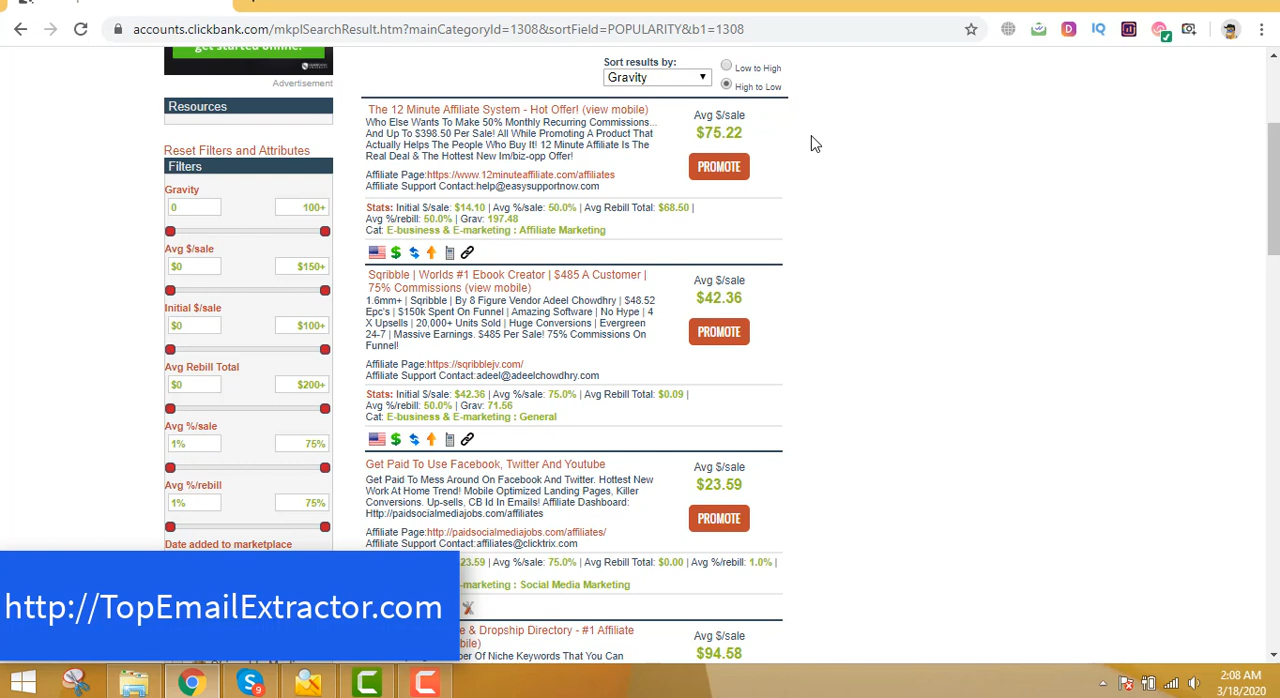 accounts.clickbank.com/mkplSearchResult.htm?mainCategoryId=1308&sortField=POPULARITY&b1=1308
get started online!
Advertisement
Resources
Reset Filters and Attributes
Filters
Gravity
0 100+
Avg $/sale
$0 $150+
Initial $/sale
$0 $100+
Avg Rebill Total
$0 $200+
Avg %/sale
1% 75%
Avg %/rebill
1% 75%
Date added to marketplace
Sort results by:
Gravity
Low to High
High to Low
The 12 Minute Affiliate System - Hot Offer! (view mobile)
Who Else Wants To Make 50% Monthly Recurring Commissions...
And Up To $398.50 Per Sale! All While Promoting A Product That
Actually Helps The People Who Buy It! 12 Minute Affiliate Is The
Real Deal & The Hottest New Im/biz-opp Offer!
Affiliate Page:https://www.12minuteaffiliate.com/affiliates
Affiliate Support Contact:help@easysupportnow.com
Avg $/sale
$75.22
PROMOTE
Stats: Initial $/sale: $14.10 | Avg %/sale: 50.0% | Avg Rebill Total: $68.50 |
Avg %/rebill: 50.0% | Grav: 197.48
Cat: E-business & E-marketing : Affiliate Marketing
Sqribble | Worlds #1 Ebook Creator | $485 A Customer |
75% Commissions (view mobile)
1.6mm+ | Sqribble | By 8 Figure Vendor Adeel Chowdhry | $48.52
Epc's | $150k Spent On Funnel | Amazing Software | No Hype | 4
X Upsells | 20,000+ Units Sold | Huge Conversions | Evergreen
24-7 | Massive Earnings. $485 Per Sale! 75% Commissions On
Funnel!
Affiliate Page:https://sqribblejv.com/
Affiliate Support Contact:adeel@adeelchowdhry.com
Avg $/sale
$42.36
PROMOTE
Stats: Initial $/sale: $42.36 | Avg %/sale: 75.0% | Avg Rebill Total: $0.09 |
Avg %/rebill: 50.0% | Grav: 71.56
Cat: E-business & E-marketing : General
Get Paid To Use Facebook, Twitter And Youtube
Get Paid To Mess Around On Facebook And Twitter. Hottest New
Work At Home Trend! Mobile Optimized Landing Pages, Killer
Conversions. Up-sells, CB Id In Emails! Affiliate Dashboard:
Http://paidsocialmediajobs.com/affiliates
Affiliate Page:http://paidsocialmediajobs.com/affiliates/
Affiliate Support Contact:affiliates@clicktrix.com
Avg $/sale
$23.59
PROMOTE
23.59 | Avg %/sale: 75.0% | Avg Rebill Total: $0.00 | Avg %/rebill: 1.0% |
-marketing : Social Media Marketing
e & Dropship Directory - #1 Affiliate
bile)
er Of Niche Keywords That You Can
Avg $/sale
$94.58
http://TopEmailExtractor.com
2:08 AM
3/18/2020